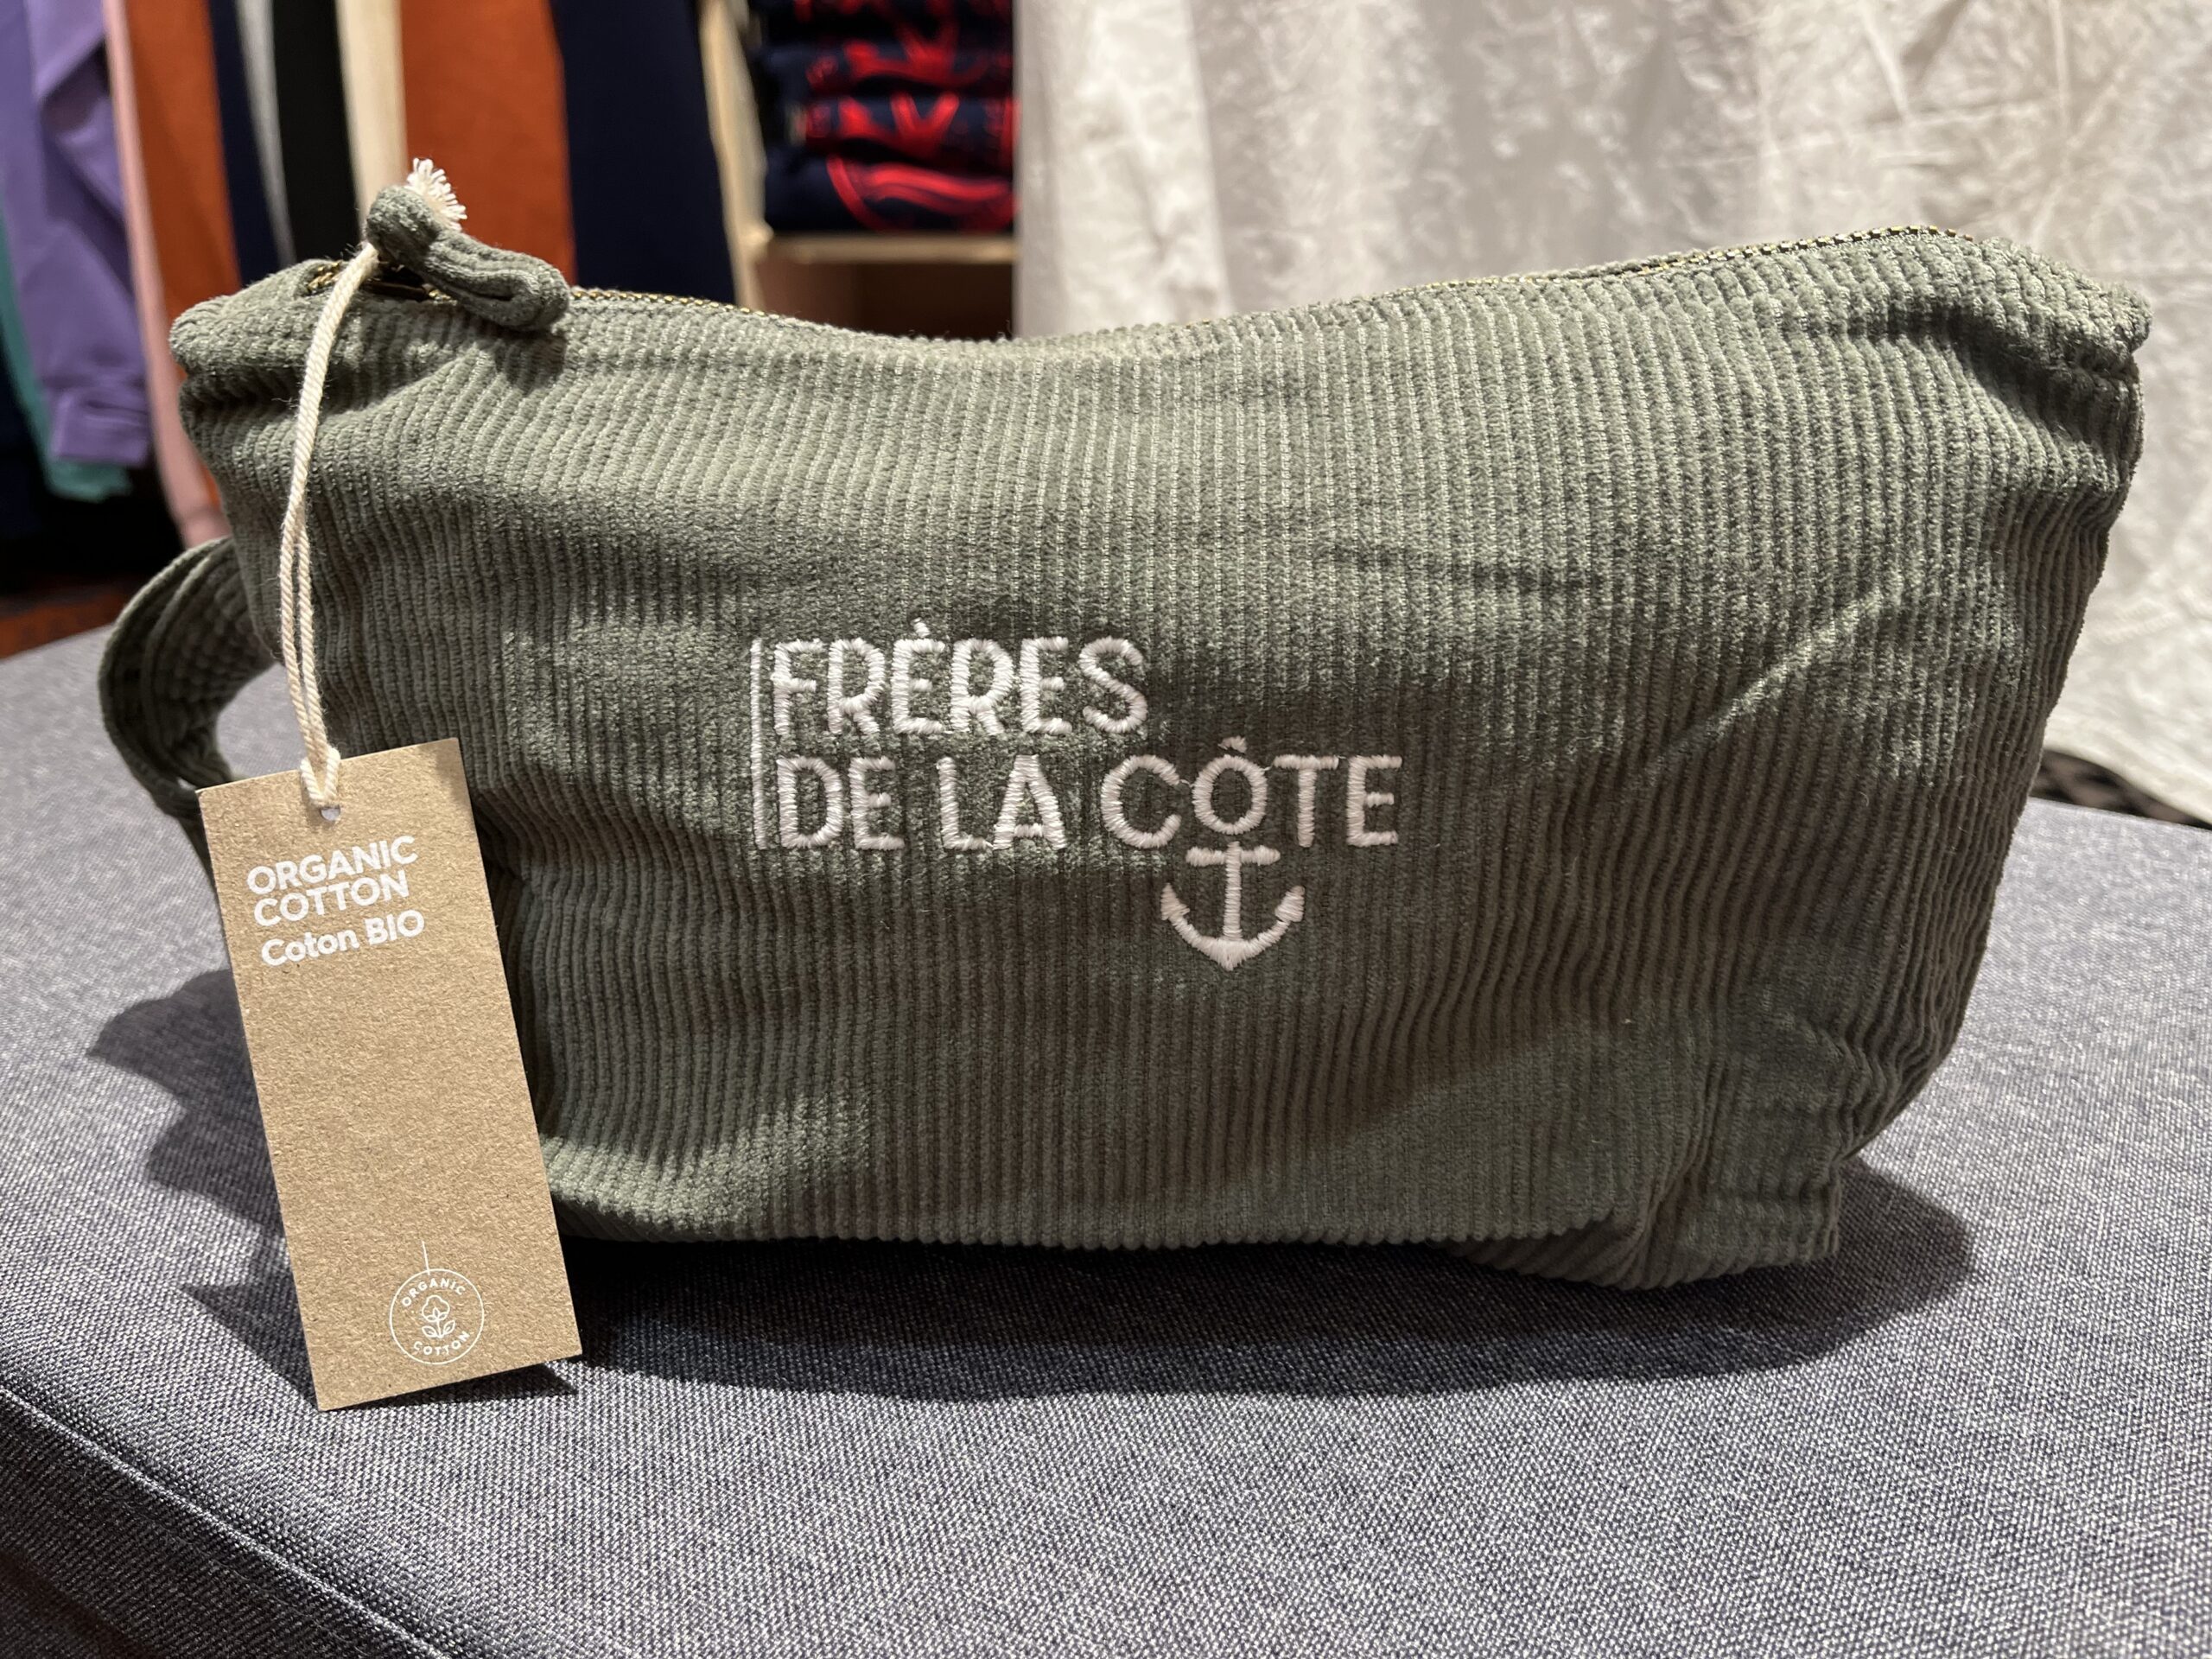 FRÈRES
DE LA CÔTE
ORGANIC
COTTON
Coton BIO
ORGANIC
COTTON